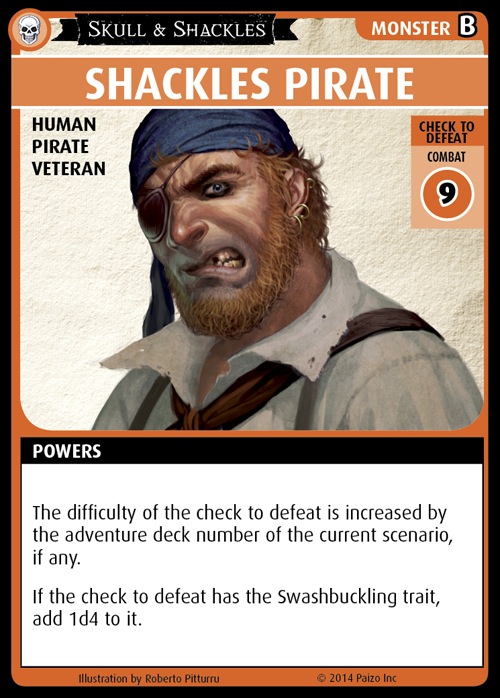 SKULL & SHACKLES
MONSTER B
SHACKLES PIRATE
HUMAN
PIRATE
VETERAN
CHECK TO
DEFEAT
COMBAT
9
POWERS
The difficulty of the check to defeat is increased by
the adventure deck number of the current scenario,
if any.
If the check to defeat has the Swashbuckling trait,
add 1d4 to it.
Illustration by Roberto Pitturru
© 2014 Paizo Inc